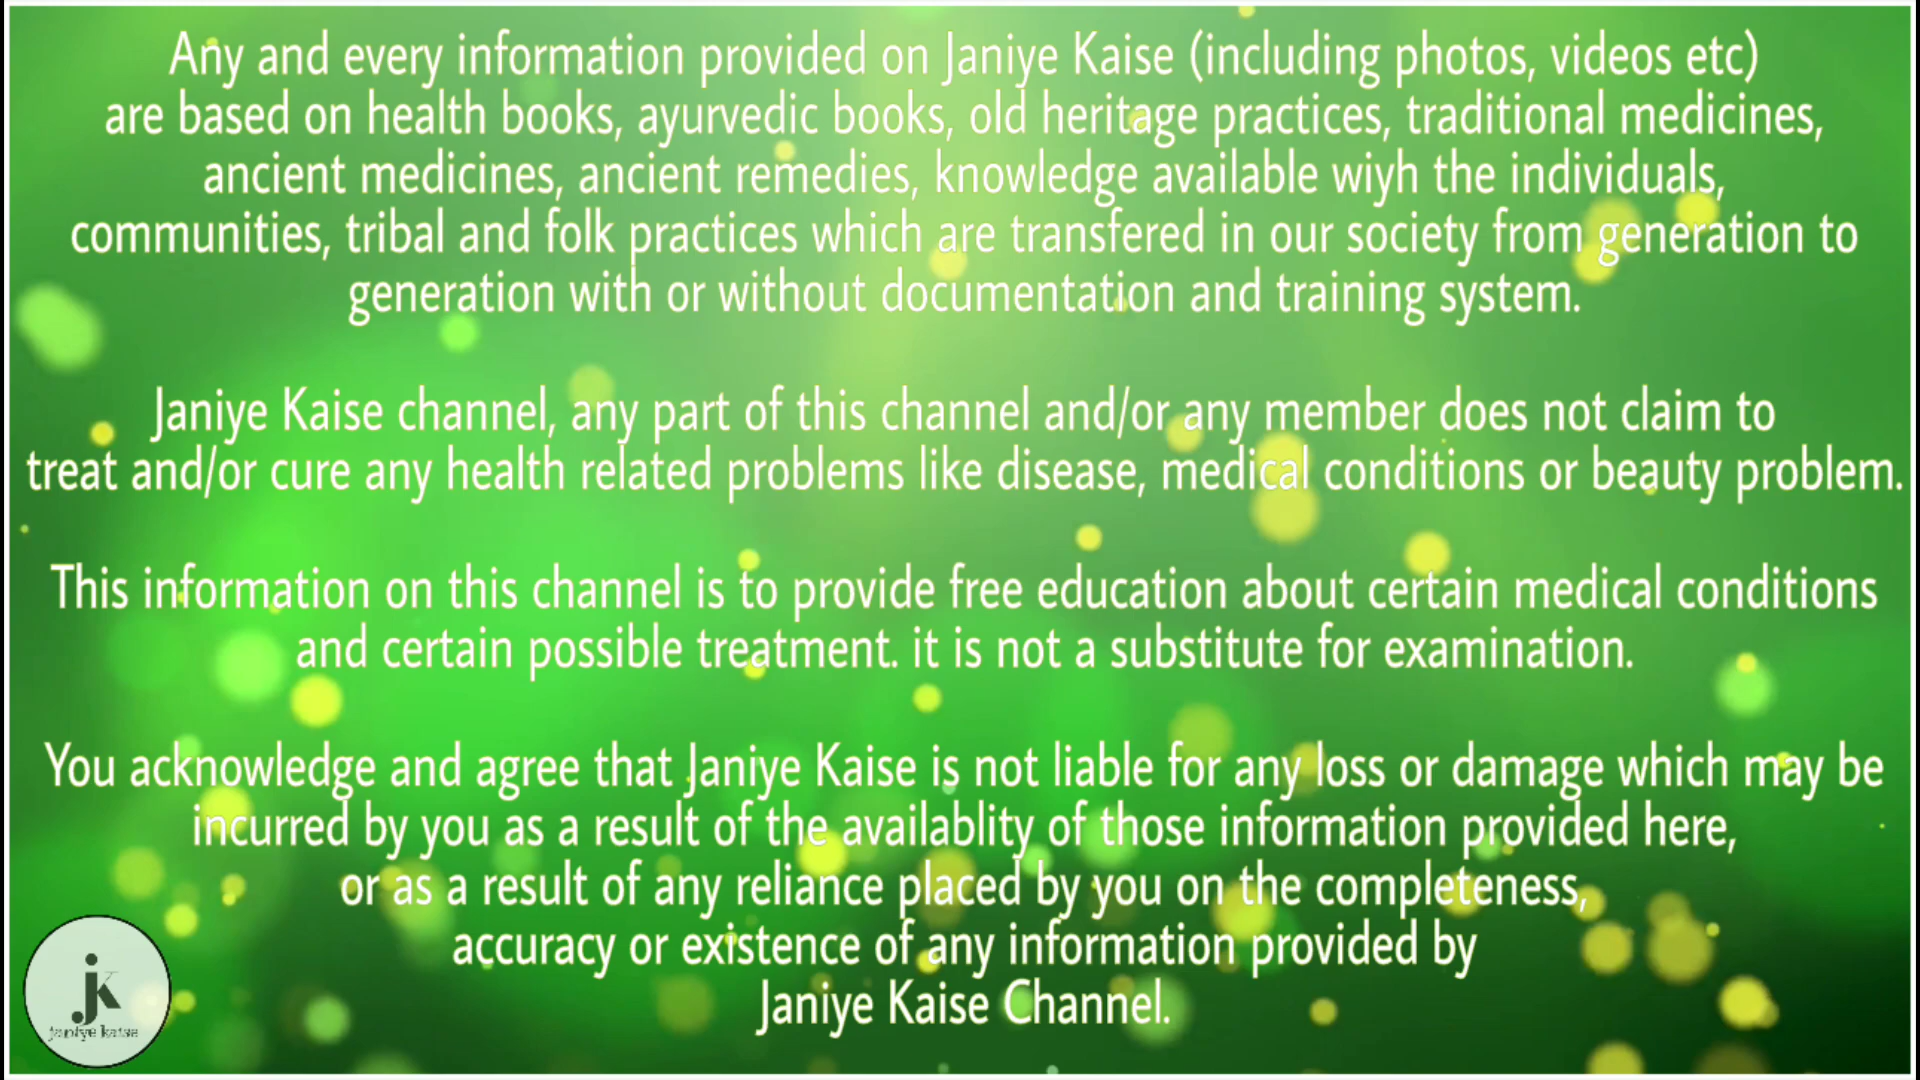 Any and every information provided on Janiye Kaise (including photos, videos etc)
are based on health books, ayurvedic books, old heritage practices, traditional medicines,
ancient medicines, ancient remedies, knowledge available wiyh the individuals,
communities, tribal and folk practices which are transfered in our society from generation to
generation with or without documentation and training system.
Janiye Kaise channel, any part of this channel and/or any member does not claim to
treat and/or cure any health related problems like disease, medical conditions or beauty problem.
This information on this channel is to provide free education about certain medical conditions
and certain possible treatment. it is not a substitute for examination.
You acknowledge and agree that Janiye Kaise is not liable for any loss or damage which may be
incurred by you as a result of the availablity of those information provided here,
or as a result of any reliance placed by you on the completeness,
accuracy or existence of any information provided by
Janiye Kaise Channel.
jk
janiye kaise